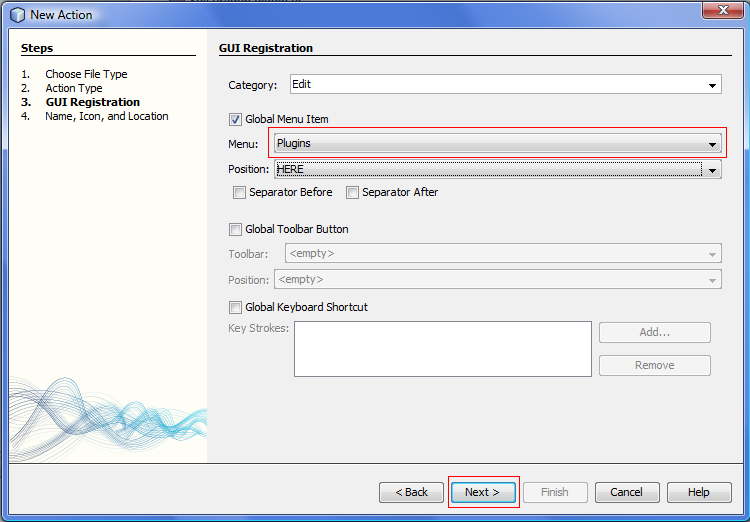 New Action
Steps
1. Choose File Type
2. Action Type
3. GUI Registration
4. Name, Icon, and Location
GUI Registration
Category: Edit
Global Menu Item
Menu: Plugins
Position: HERE
Separator Before Separator After
Global Toolbar Button
Toolbar: <empty>
Position: <empty>
Global Keyboard Shortcut
Key Strokes: Add...
Remove
< Back Next > Finish Cancel Help